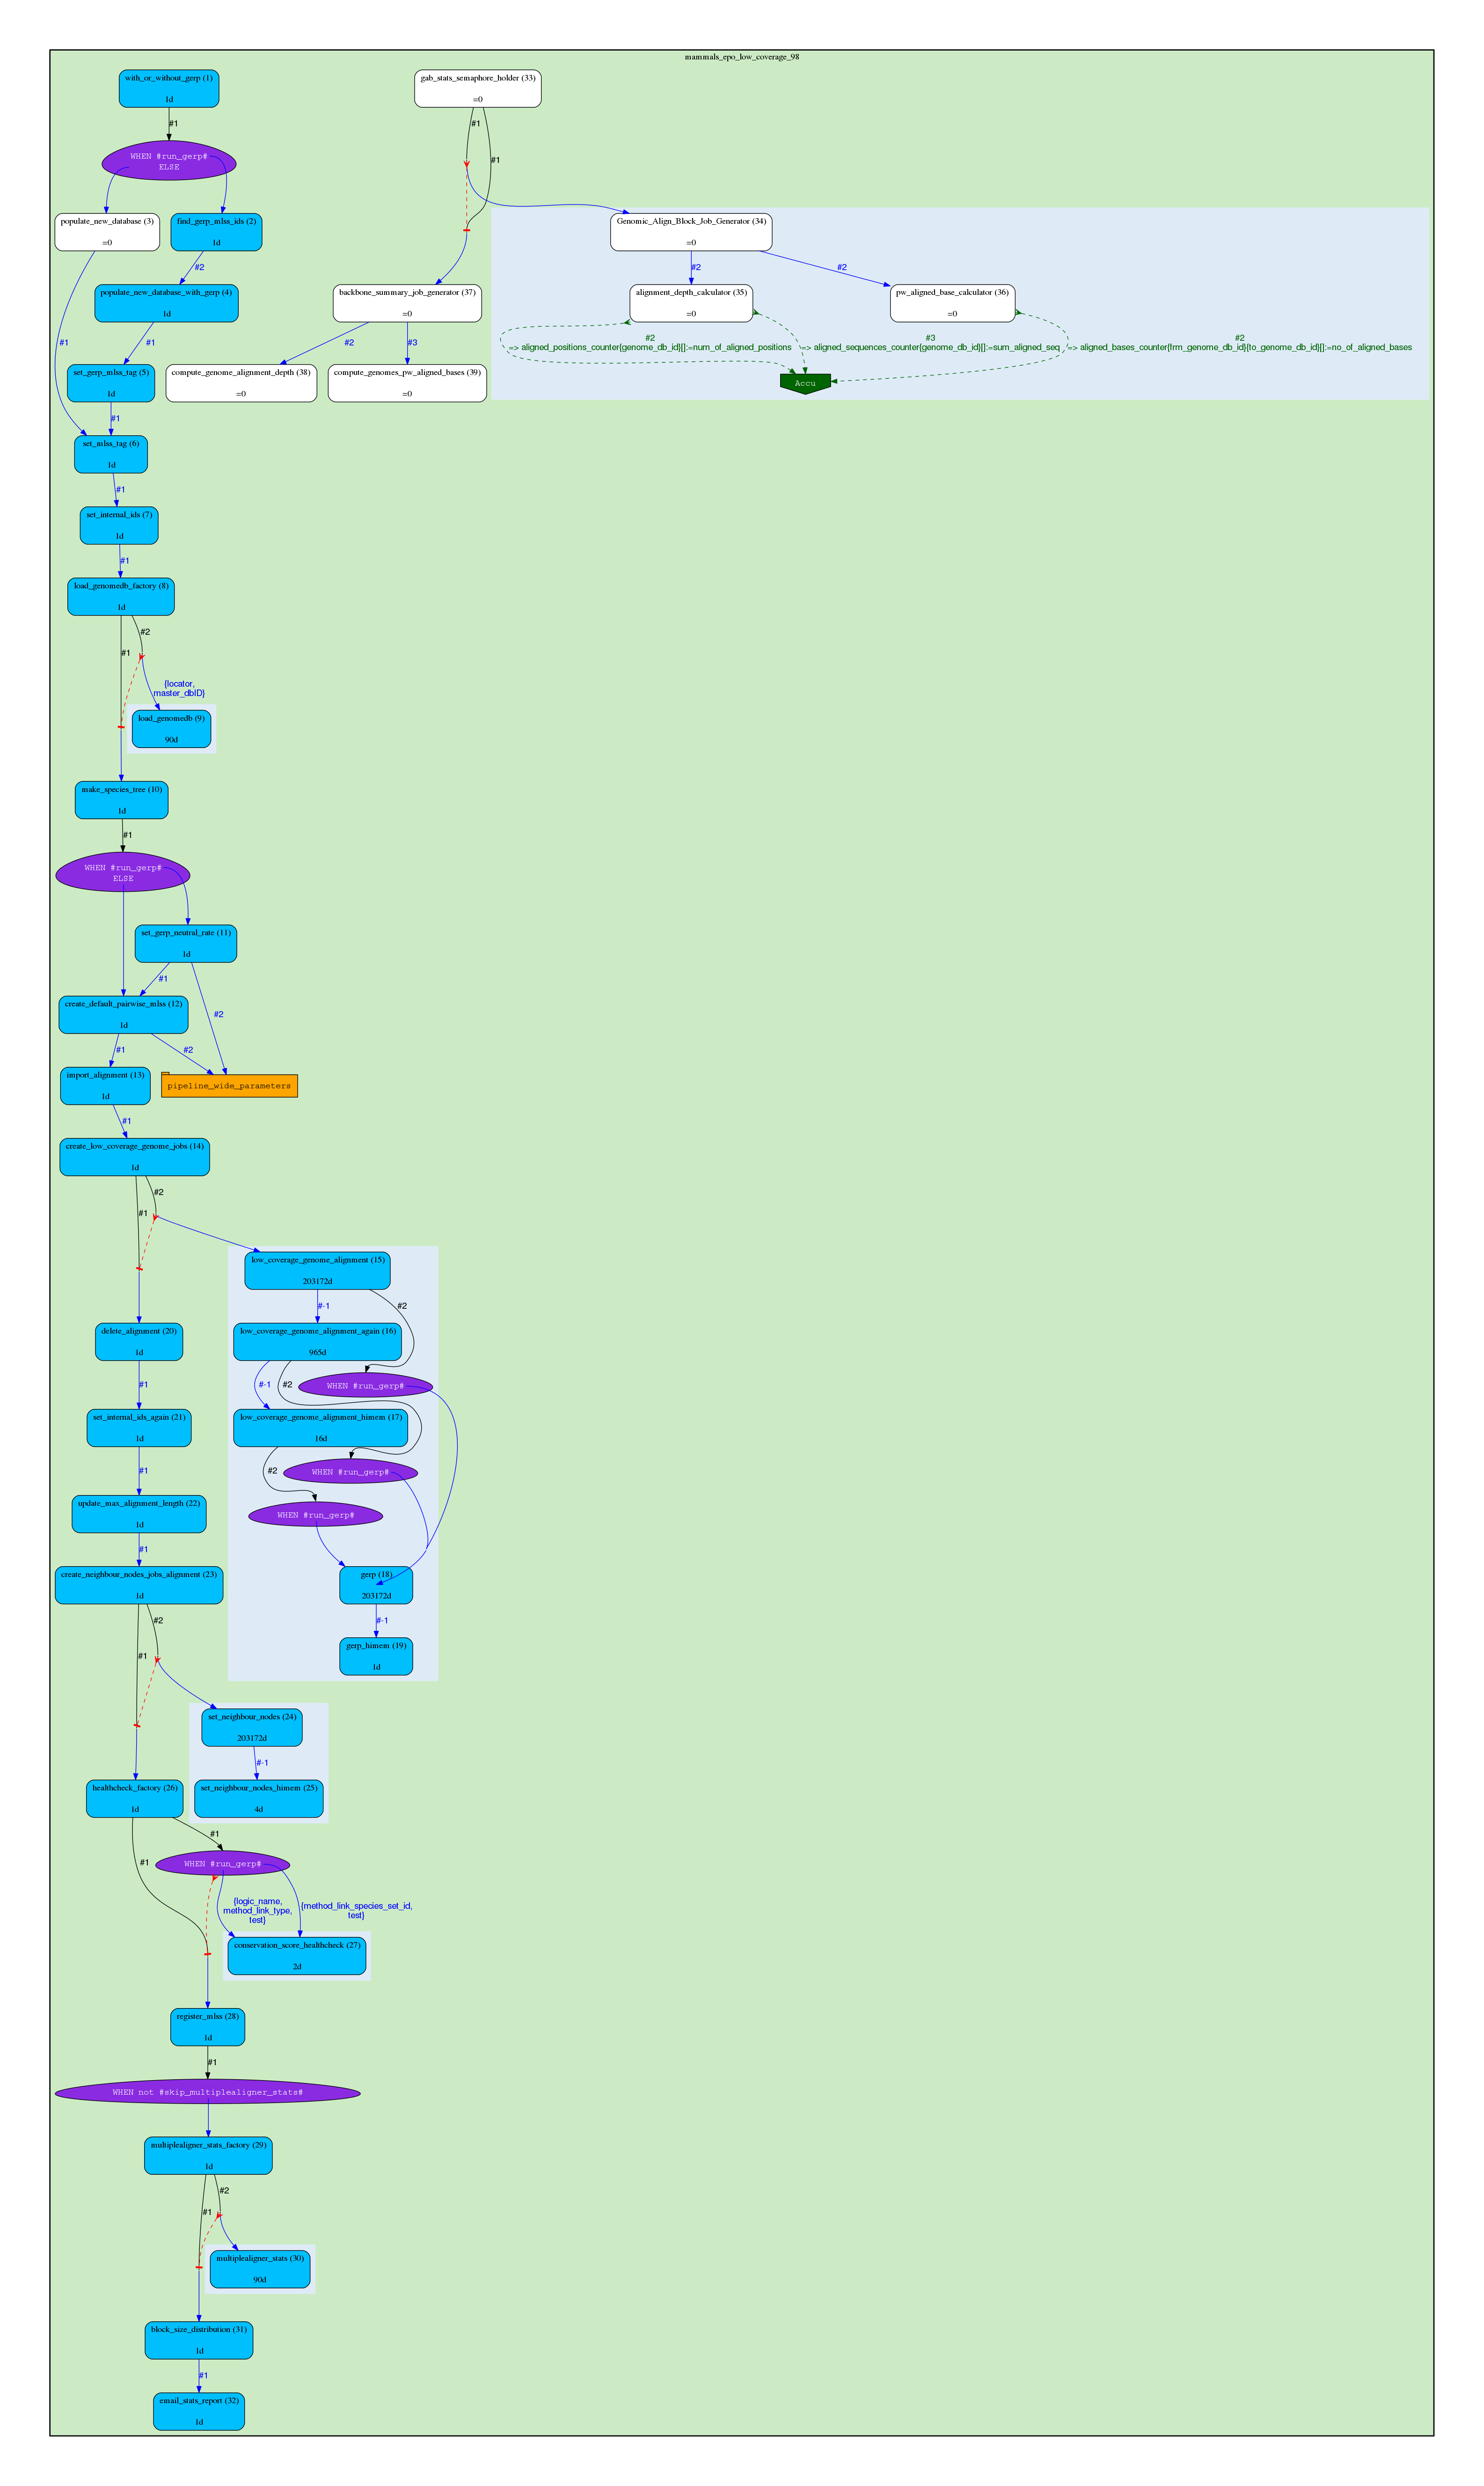 mammals_epo_low_coverage_98
with_or_without_gerp (1)
1d
gab_stats_semaphore_holder (33)
=0
#1
#1
#1
WHEN #run_gerp#
ELSE
populate_new_database (3)
=0
find_gerp_mlss_ids (2)
1d
Genomic_Align_Block_Job_Generator (34)
=0
#2
#2
#2
populate_new_database_with_gerp (4)
1d
backbone_summary_job_generator (37)
=0
alignment_depth_calculator (35)
=0
pw_aligned_base_calculator (36)
=0
#1
#1
#2
#3
#2
=> aligned_positions_counter{genome_db_id}[]:=num_of_aligned_positions
#3
=> aligned_sequences_counter{genome_db_id}[]:=sum_aligned_seq
#2
=> aligned_bases_counter{frm_genome_db_id}{to_genome_db_id}[]:=no_of_aligned_bases
set_gerp_mlss_tag (5)
1d
compute_genome_alignment_depth (38)
=0
compute_genomes_pw_aligned_bases (39)
=0
Accu
#1
set_mlss_tag (6)
1d
#1
set_internal_ids (7)
1d
#1
load_genomedb_factory (8)
1d
#2
#1
{locator,
master_dbID}
load_genomedb (9)
90d
make_species_tree (10)
1d
#1
WHEN #run_gerp#
ELSE
set_gerp_neutral_rate (11)
1d
#1
#2
create_default_pairwise_mlss (12)
1d
#1
#2
import_alignment (13)
1d
pipeline_wide_parameters
#1
create_low_coverage_genome_jobs (14)
1d
#2
#1
low_coverage_genome_alignment (15)
203172d
#-1
#2
delete_alignment (20)
1d
low_coverage_genome_alignment_again (16)
965d
#1
#-1
#2
WHEN #run_gerp#
set_internal_ids_again (21)
1d
low_coverage_genome_alignment_himem (17)
16d
#1
#2
WHEN #run_gerp#
update_max_alignment_length (22)
1d
WHEN #run_gerp#
#1
create_neighbour_nodes_jobs_alignment (23)
1d
gerp (18)
203172d
#2
#-1
#1
gerp_himem (19)
1d
set_neighbour_nodes (24)
203172d
#-1
healthcheck_factory (26)
1d
set_neighbour_nodes_himem (25)
4d
#1
#1
WHEN #run_gerp#
{logic_name,
method_link_type,
test}
{method_link_species_set_id,
test}
conservation_score_healthcheck (27)
2d
register_mlss (28)
1d
#1
WHEN not #skip_multiplealigner_stats#
multiplealigner_stats_factory (29)
1d
#2
#1
multiplealigner_stats (30)
90d
block_size_distribution (31)
1d
#1
email_stats_report (32)
1d